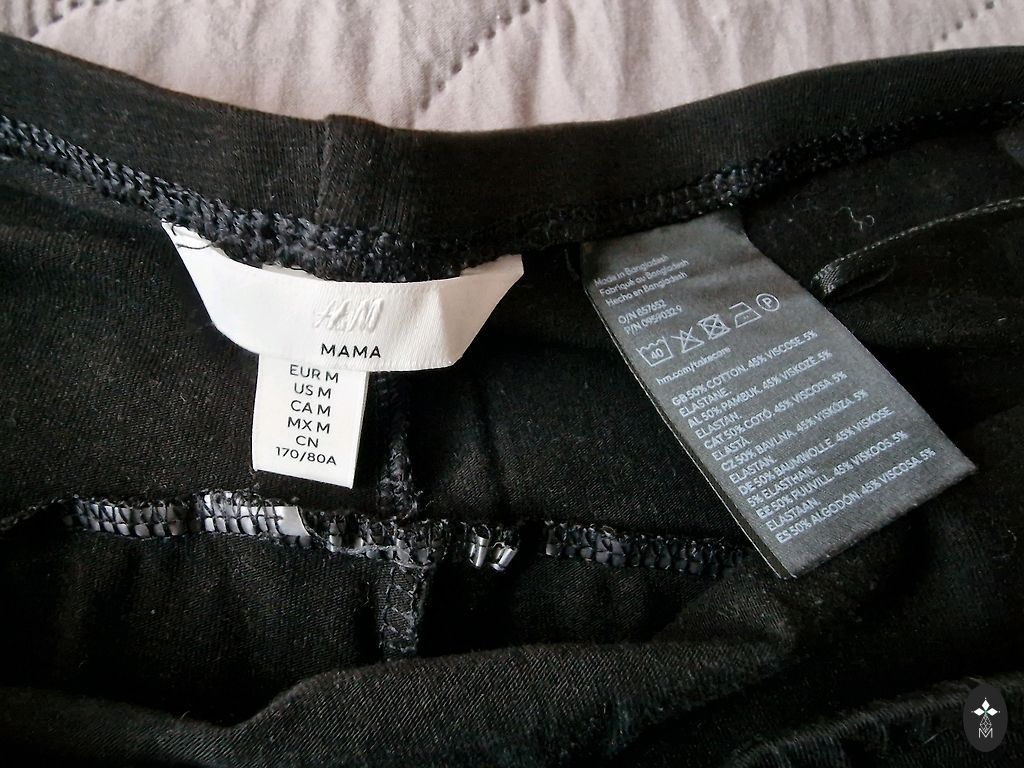 H&M
MAMA
EUR M
US M
CA M
MX M
CN
170/80A
Made in Bangladesh
Fabriqué au Bangladesh
Hecho en Bangladesh
O/N 857652
P/N
40
P
hm.com/takecare
GB 50% COTTON, 45% VISCOSE, 5%
ELASTANE
AL 50% PAMBUK, 45% VISKOZË, 5%
ELASTAN,
CAT 50% COTÓ, 45% VISCOSA, 5%
ELASTÀ
CZ 50% BAVLNA, 45% VISKÓZA, 5%
ELASTAN,
DE 50% BAUMWOLLE, 45% VISKOSE
5% ELASTHAN,
EE 50% PUUVILL, 45% VISKOOS, 5%
ELASTAAN,
ES 50% ALGODÓN, 45% VISCOSA, 5%
M